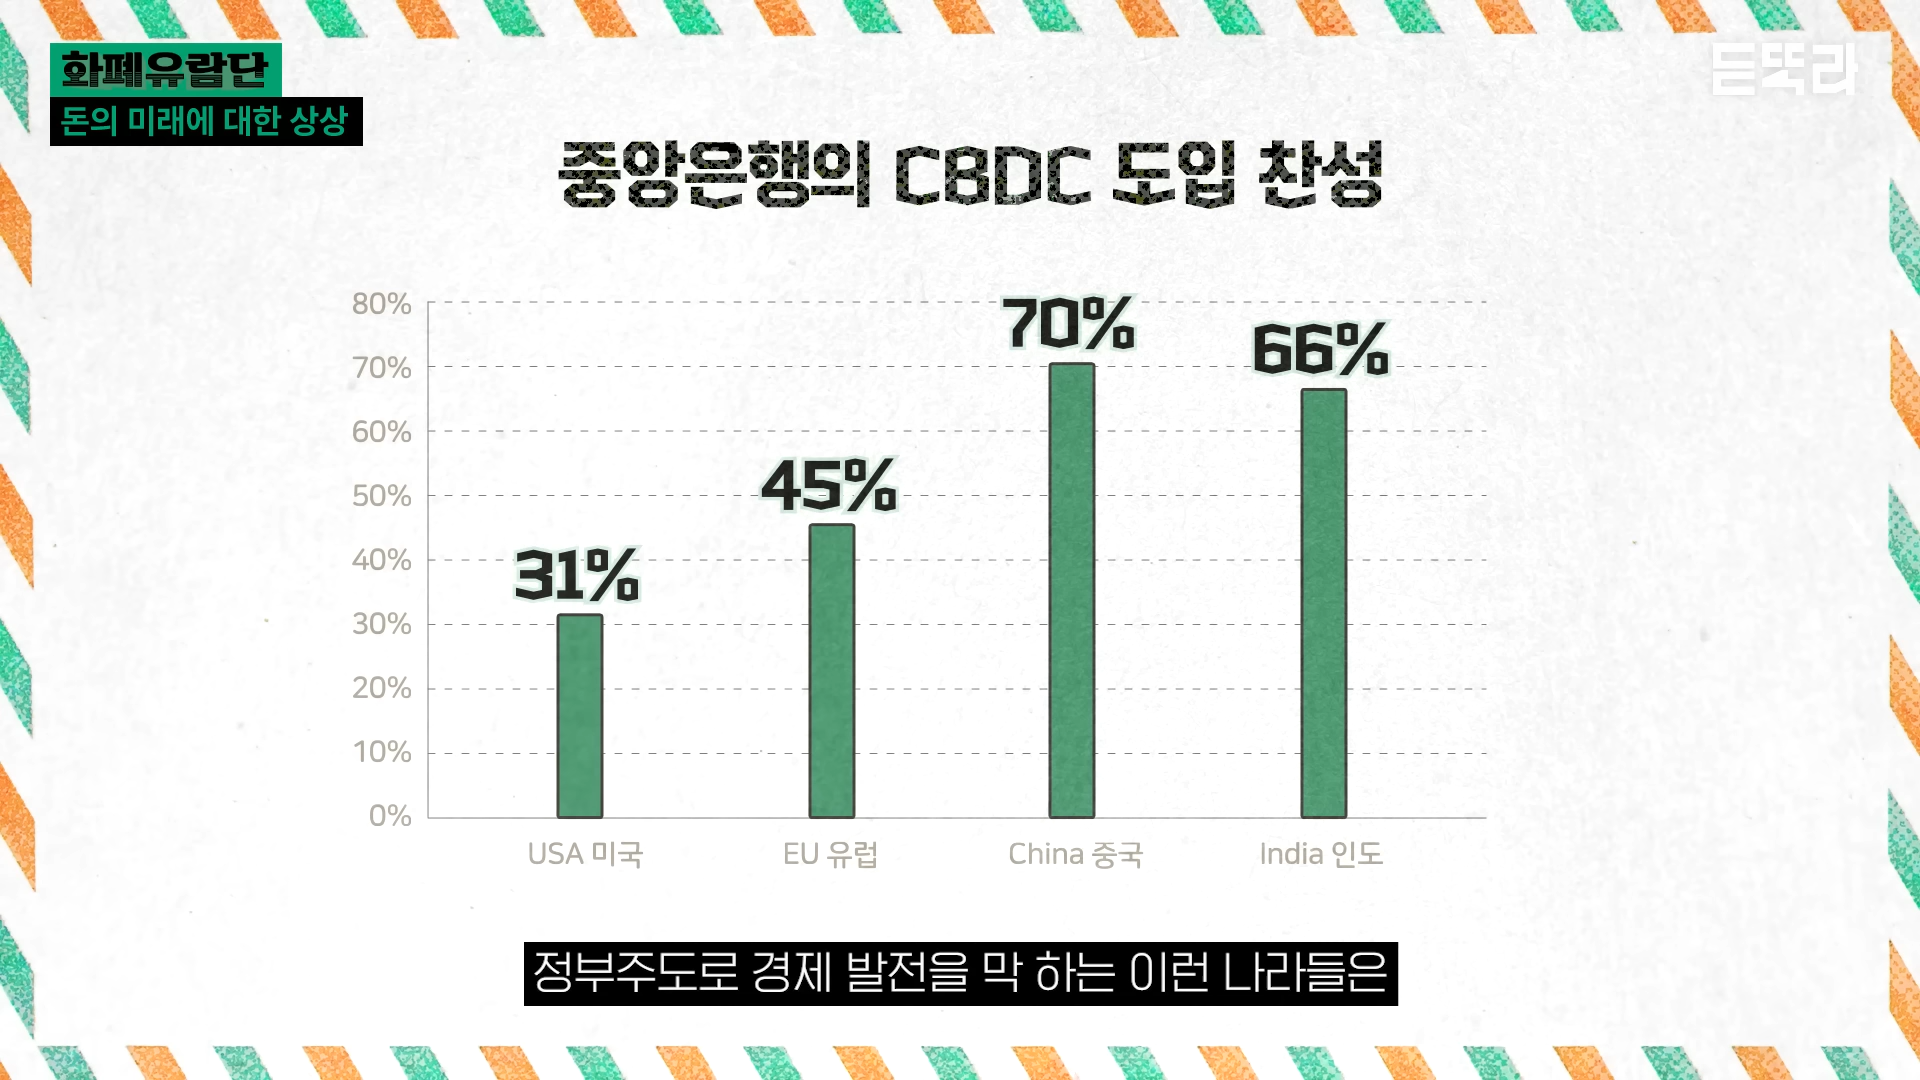 화폐유람단
돈의 미래에 대한 상상
듣똑라
중앙은행의 CBDC 도입 찬성
80%
70%
60%
50%
40%
30%
20%
10%
0%
31%
45%
70%
66%
USA 미국
EU 유럽
China 중국
India 인도
정부주도로 경제 발전을 막 하는 이런 나라들은